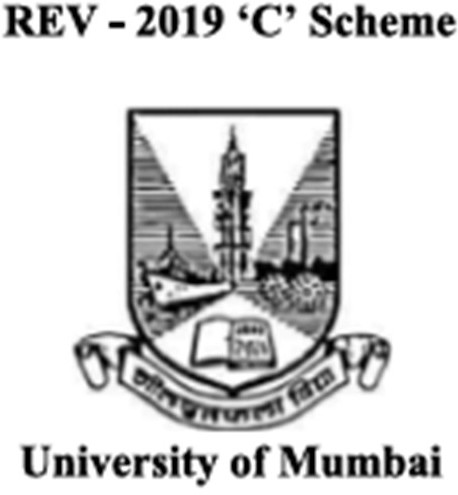 REV - 2019 ‘C’ Scheme
विद्या
University of Mumbai